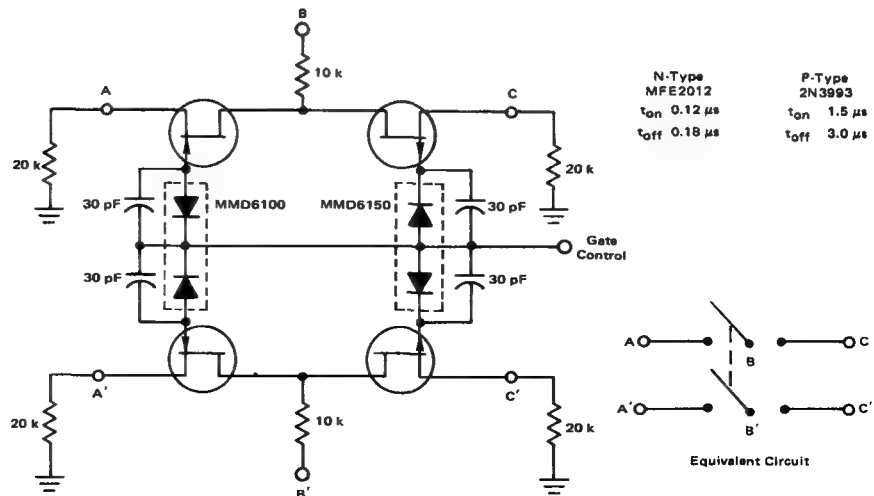 B
10 k
A
C
20 k
20 k
30 pF
MMD6100
MMD6150
30 pF
30 pF
30 pF
Gate
Control
A'
C'
20 k
10 k
20 k
B'
N-Type
MFE2012
ton 0.12 µs
toff 0.18 µs
P-Type
2N3993
ton 1.5 µs
toff 3.0 µs
A
B
C
A'
B'
C'
Equivalent Circuit